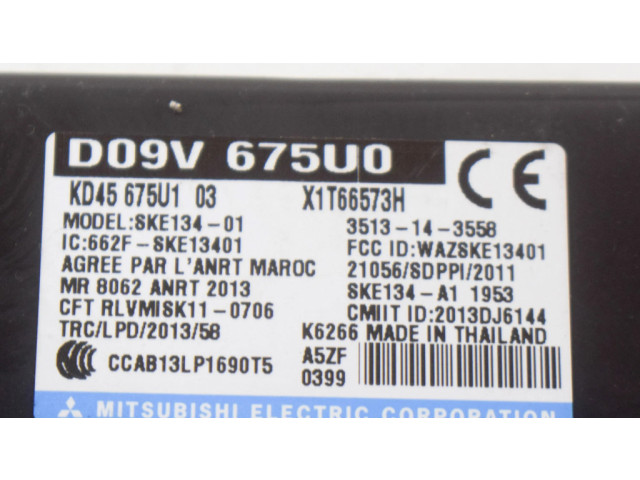 D09V 675U0
CE
KD45 675U1 03 X1T66573H
MODEL:SKE134-01 3513-14-3558
IC:662F-SKE13401 FCC ID:WAZSKE13401
AGREE PAR L'ANRT MAROC 21056/SDPPI/2011
MR 8062 ANRT 2013 SKE134-A1 1953
CFT RLVMISK11-0706 CMIIT ID:2013DJ6144
TRC/LPD/2013/58 K6266 MADE IN THAILAND
CCAB13LP1690T5 A5ZF
0399
MITSUBISHI ELECTRIC CORPORATION